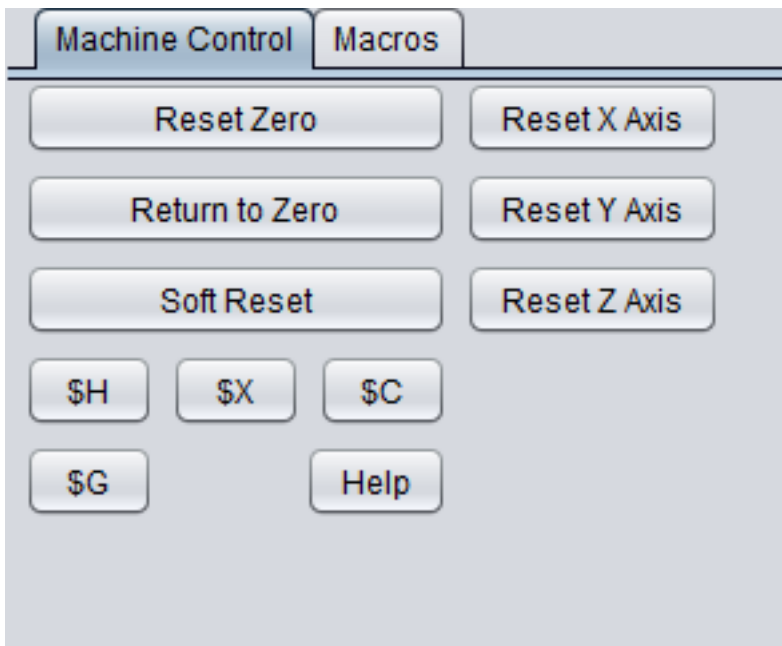 Machine Control Macros
Reset Zero Reset X Axis
Return to Zero Reset Y Axis
Soft Reset Reset Z Axis
$H $X $C
$G Help